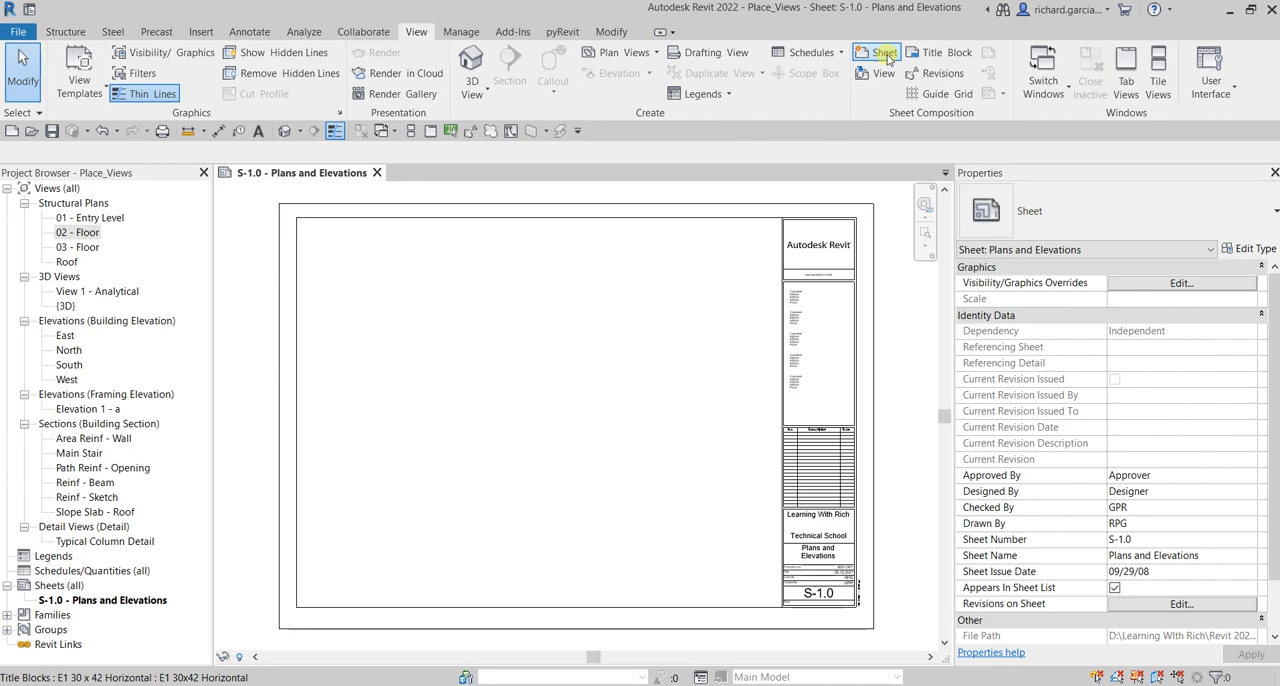 Autodesk Revit 2022 - Place_Views - Sheet: S-1.0 - Plans and Elevations
richard.garcia...
File Architecture Structure Steel Precast Insert Annotate Analyze Collaborate View Manage Add-Ins pyRevit Modify
Modify
View Templates
Visibility/ Graphics
Filters
Thin Lines
Show Hidden Lines
Remove Hidden Lines
Cut Profile
Render
Render in Cloud
Render Gallery
3D View
Section
Callout
Plan Views
Elevation
Drafting View
Duplicate View
Legends
Schedules
Scope Box
Sheet
View
Title Block
Revisions
Guide Grid
Switch Windows
Close Inactive
Tab Views
Tile Views
User Interface
Select
Graphics
Presentation
Create
Sheet Composition
Windows
Project Browser - Place_Views
Views (all)
Structural Plans
01 - Entry Level
02 - Floor
03 - Floor
Roof
3D Views
View 1 - Analytical
{3D}
Elevations (Building Elevation)
East
North
South
West
Elevations (Framing Elevation)
Elevation 1 - a
Sections (Building Section)
Area Reinf - Wall
Main Stair
Path Reinf - Opening
Reinf - Beam
Reinf - Sketch
Slope Slab - Roof
Detail Views (Detail)
Typical Column Detail
Legends
Schedules/Quantities (all)
Sheets (all)
S-1.0 - Plans and Elevations
Families
Groups
Revit Links
S-1.0 - Plans and Elevations
Autodesk Revit
Learning With Rich
Technical School
Plans and
Elevations
S-1.0
Properties
Sheet
Sheet: Plans and Elevations
Edit Type
Graphics
Visibility/Graphics Overrides Edit...
Scale
Identity Data
Dependency Independent
Referencing Sheet
Referencing Detail
Current Revision Issued
Current Revision Issued By
Current Revision Issued To
Current Revision Date
Current Revision Description
Current Revision
Approved By Approver
Designed By Designer
Checked By GPR
Drawn By RPG
Sheet Number S-1.0
Sheet Name Plans and Elevations
Sheet Issue Date 09/29/08
Appears In Sheet List
Revisions on Sheet Edit...
Other
File Path D:\Learning WIth Rich\Revit 202...
Properties help
Apply
Title Blocks : E1 30 x 42 Horizontal : E1 30x42 Horizontal
:0
Main Model
:0